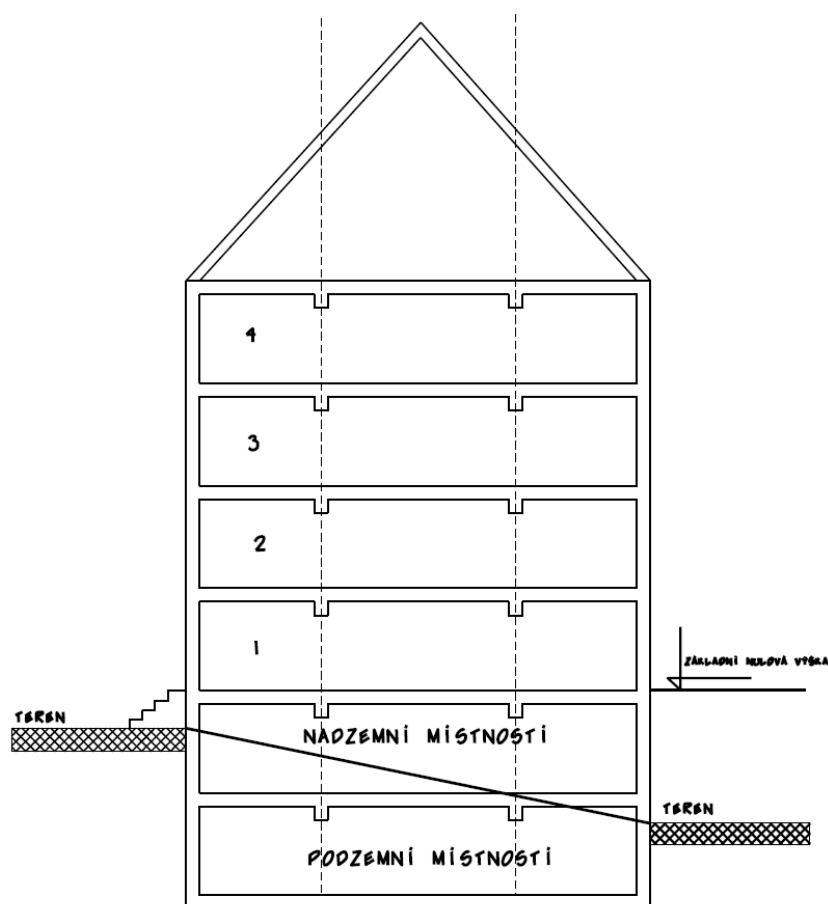 4
3
2
1
ZÁKLADNÍ NULOVÁ VÝŠKA
TEREN
NADZEMNÍ MÍSTNOSTI
TEREN
PODZEMNÍ MÍSTNOSTI